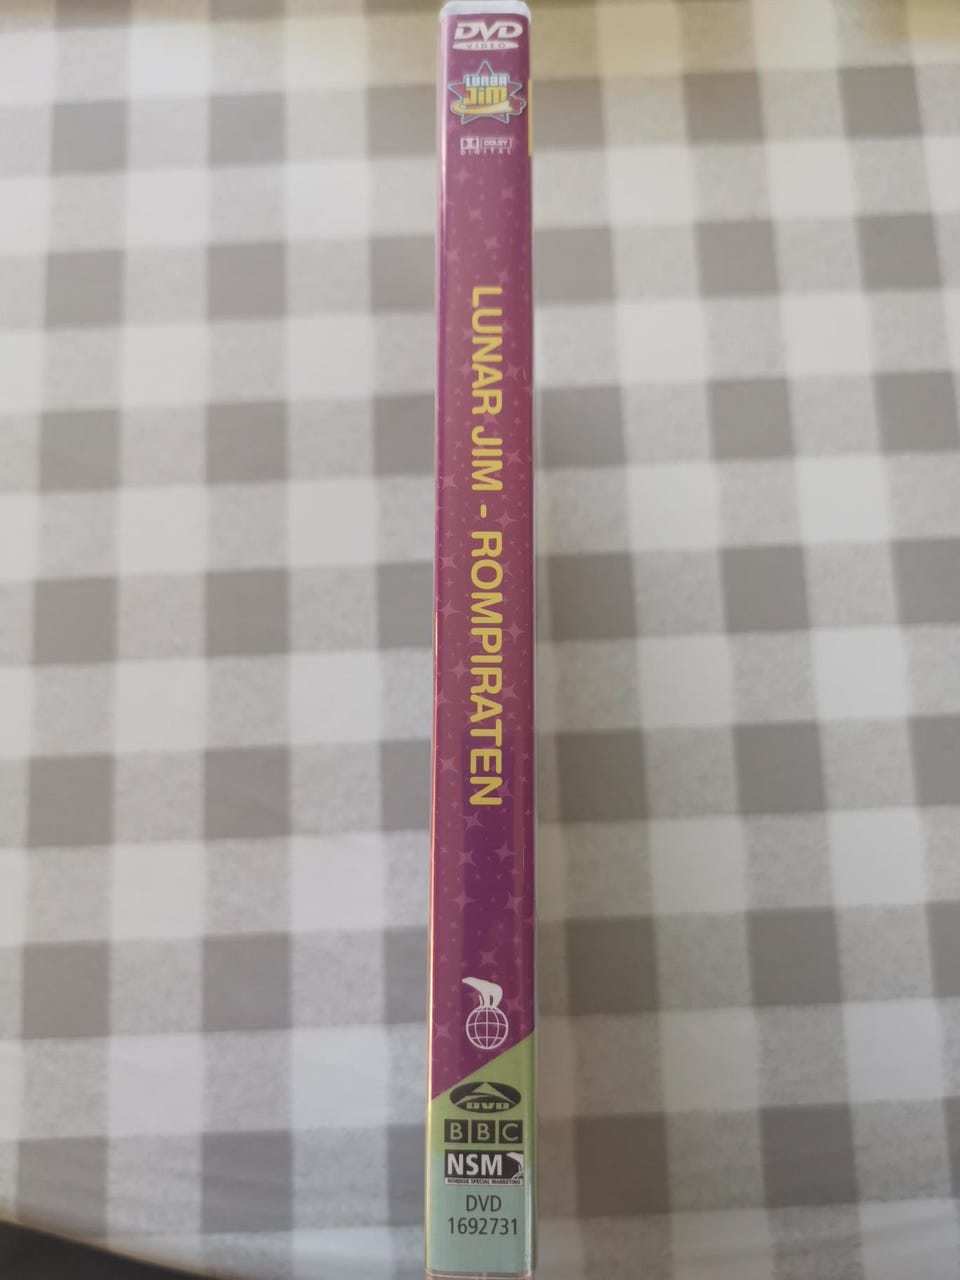 DVD
VIDEO
LUNAR
JIM
DOLBY
DIGITAL
LUNAR JIM - ROMPIRATEN
DVD
BBC
NSM
NORDISK SPECIAL MARKETING
DVD
1692731